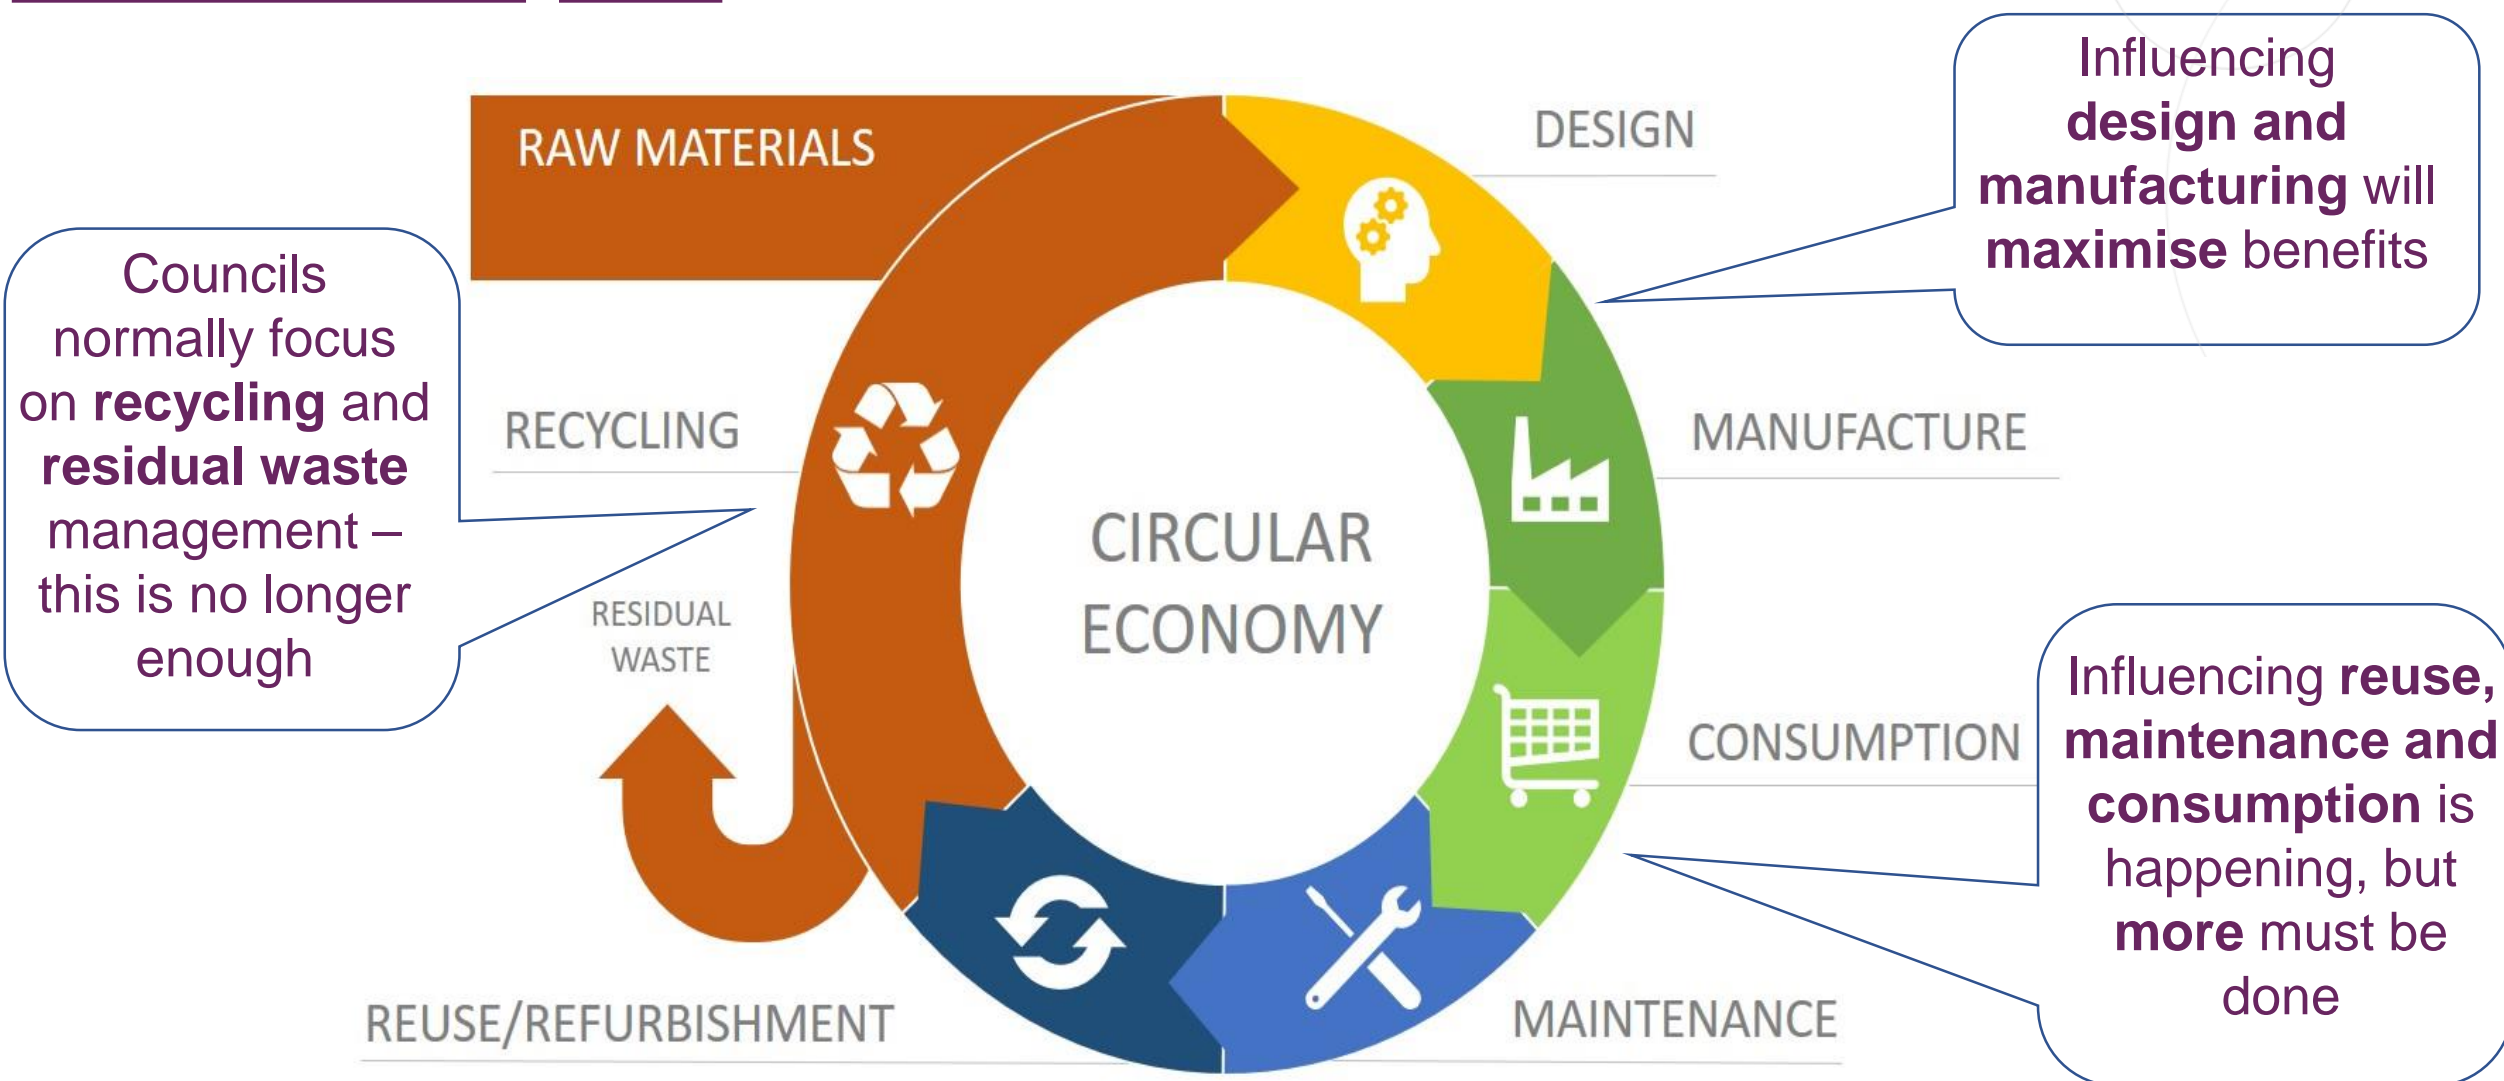 RAW MATERIALS
DESIGN
Influencing
design and
manufacturing will
maximise benefits
Councils
normally focus
on recycling and
residual waste
management –
this is no longer
enough
RECYCLING
MANUFACTURE
CIRCULAR
ECONOMY
RESIDUAL
WASTE
CONSUMPTION
Influencing reuse,
maintenance and
consumption is
happening, but
more must be
done
REUSE/REFURBISHMENT
MAINTENANCE